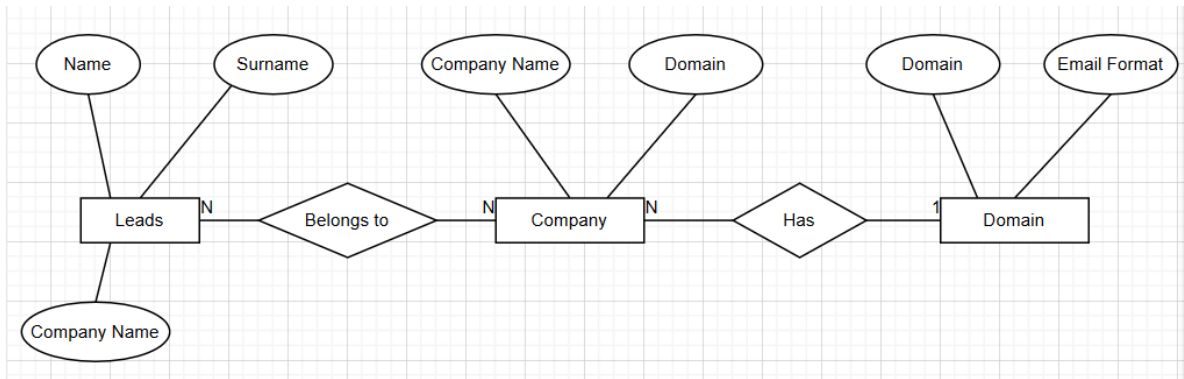 Name
Surname
Company Name
Domain
Domain
Email Format
Leads
N
Belongs to
N
Company
N
Has
1
Domain
Company Name